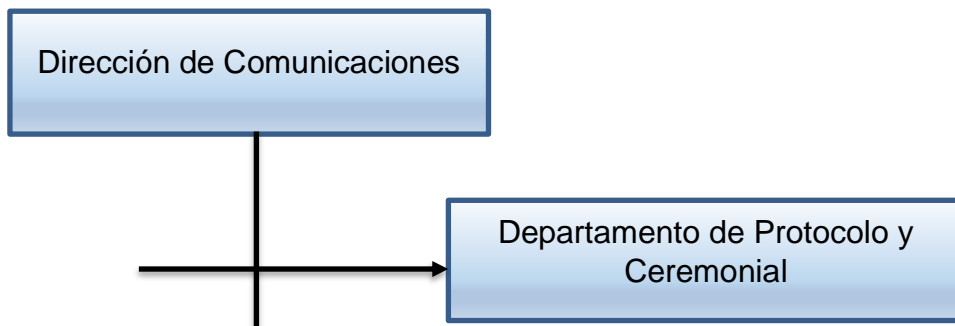 Dirección de Comunicaciones
Departamento de Protocolo y
Ceremonial